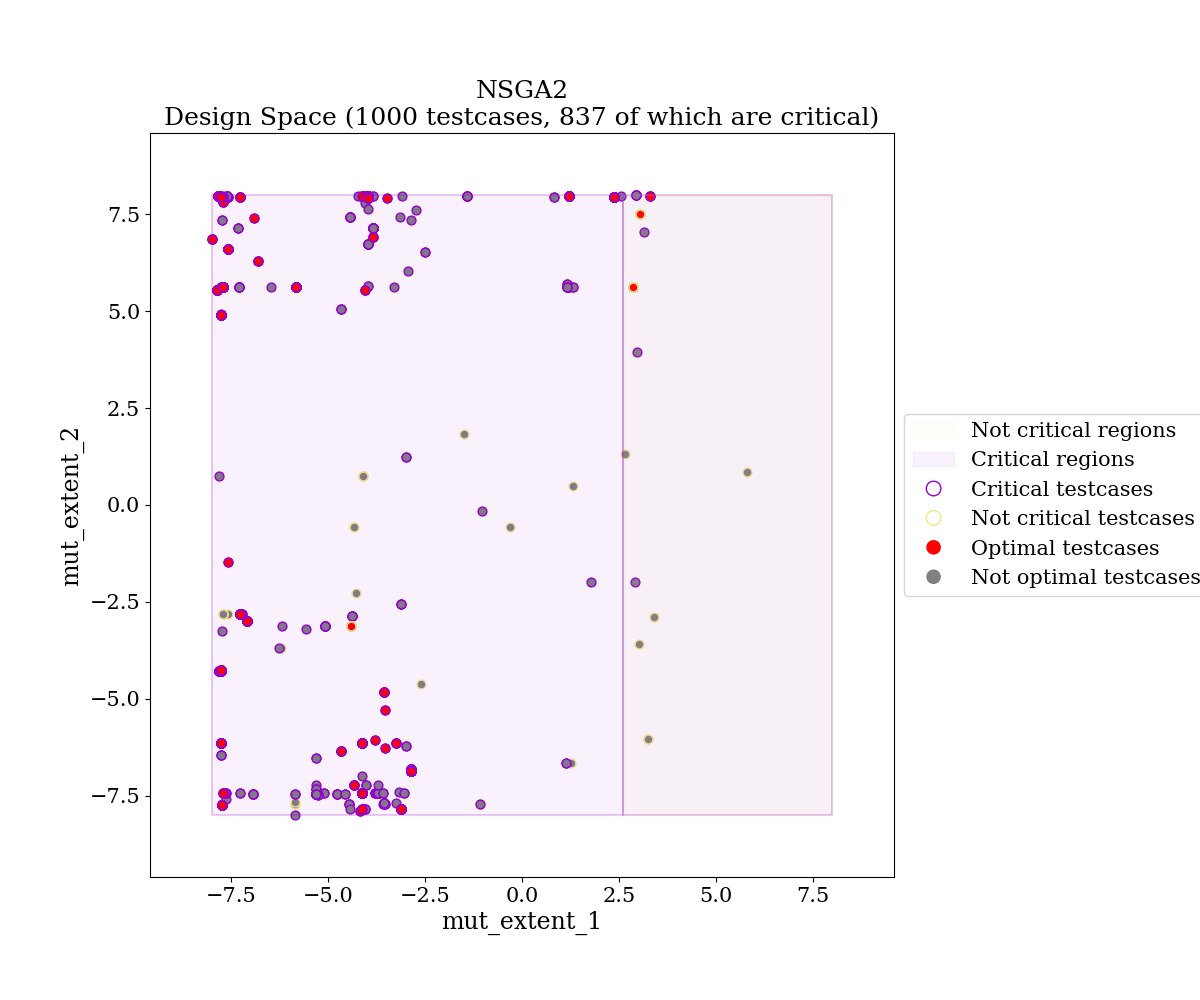 NSGA2
Design Space (1000 testcases, 837 of which are critical)
7.5
5.0
2.5
0.0
−2.5
−5.0
−7.5
mut_extent_2
−7.5
−5.0
−2.5
0.0
2.5
5.0
7.5
mut_extent_1
Not critical regions
Critical regions
Critical testcases
Not critical testcases
Optimal testcases
Not optimal testcases